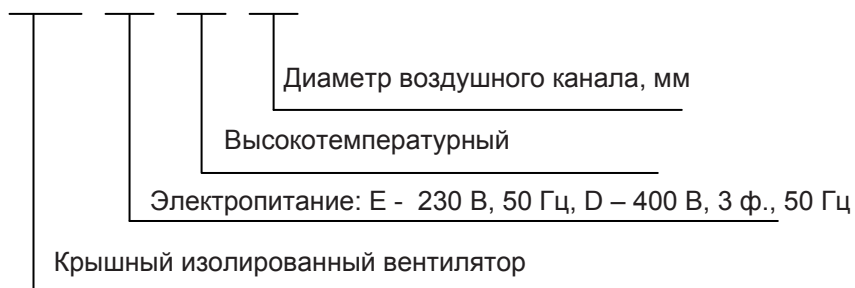 Диаметр воздушного канала, мм
Высокотемпературный
Электропитание: E - 230 В, 50 Гц, D – 400 В, 3 ф., 50 Гц
Крышный изолированный вентилятор